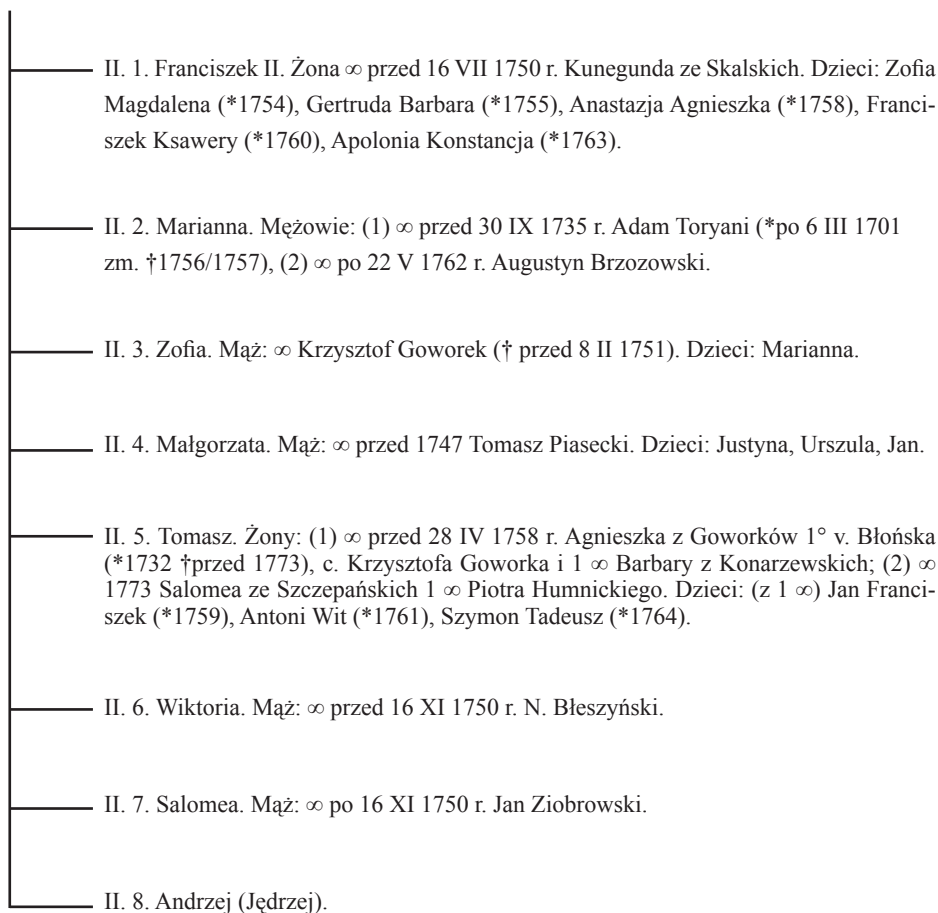 II. 1. Franciszek II. Żona ∞ przed 16 VII 1750 r. Kunegunda ze Skalskich. Dzieci: Zofia
Magdalena (*1754), Gertruda Barbara (*1755), Anastazja Agnieszka (*1758), Franci-
szek Ksawery (*1760), Apolonia Konstancja (*1763).
II. 2. Marianna. Mężowie: (1) ∞ przed 30 IX 1735 r. Adam Toryani (*po 6 III 1701
zm. †1756/1757), (2) ∞ po 22 V 1762 r. Augustyn Brzozowski.
II. 3. Zofia. Mąż: ∞ Krzysztof Goworek († przed 8 II 1751). Dzieci: Marianna.
II. 4. Małgorzata. Mąż: ∞ przed 1747 Tomasz Piasecki. Dzieci: Justyna, Urszula, Jan.
II. 5. Tomasz. Żony: (1) ∞ przed 28 IV 1758 r. Agnieszka z Goworków 1° v. Błońska
(*1732 †przed 1773), c. Krzysztofa Goworka i 1 ∞ Barbary z Konarzewskich; (2) ∞
1773 Salomea ze Szczepańskich 1 ∞ Piotra Humnickiego. Dzieci: (z 1 ∞) Jan Franci-
szek (*1759), Antoni Wit (*1761), Szymon Tadeusz (*1764).
II. 6. Wiktoria. Mąż: ∞ przed 16 XI 1750 r. N. Błeszyński.
II. 7. Salomea. Mąż: ∞ po 16 XI 1750 r. Jan Ziobrowski.
II. 8. Andrzej (Jędrzej).